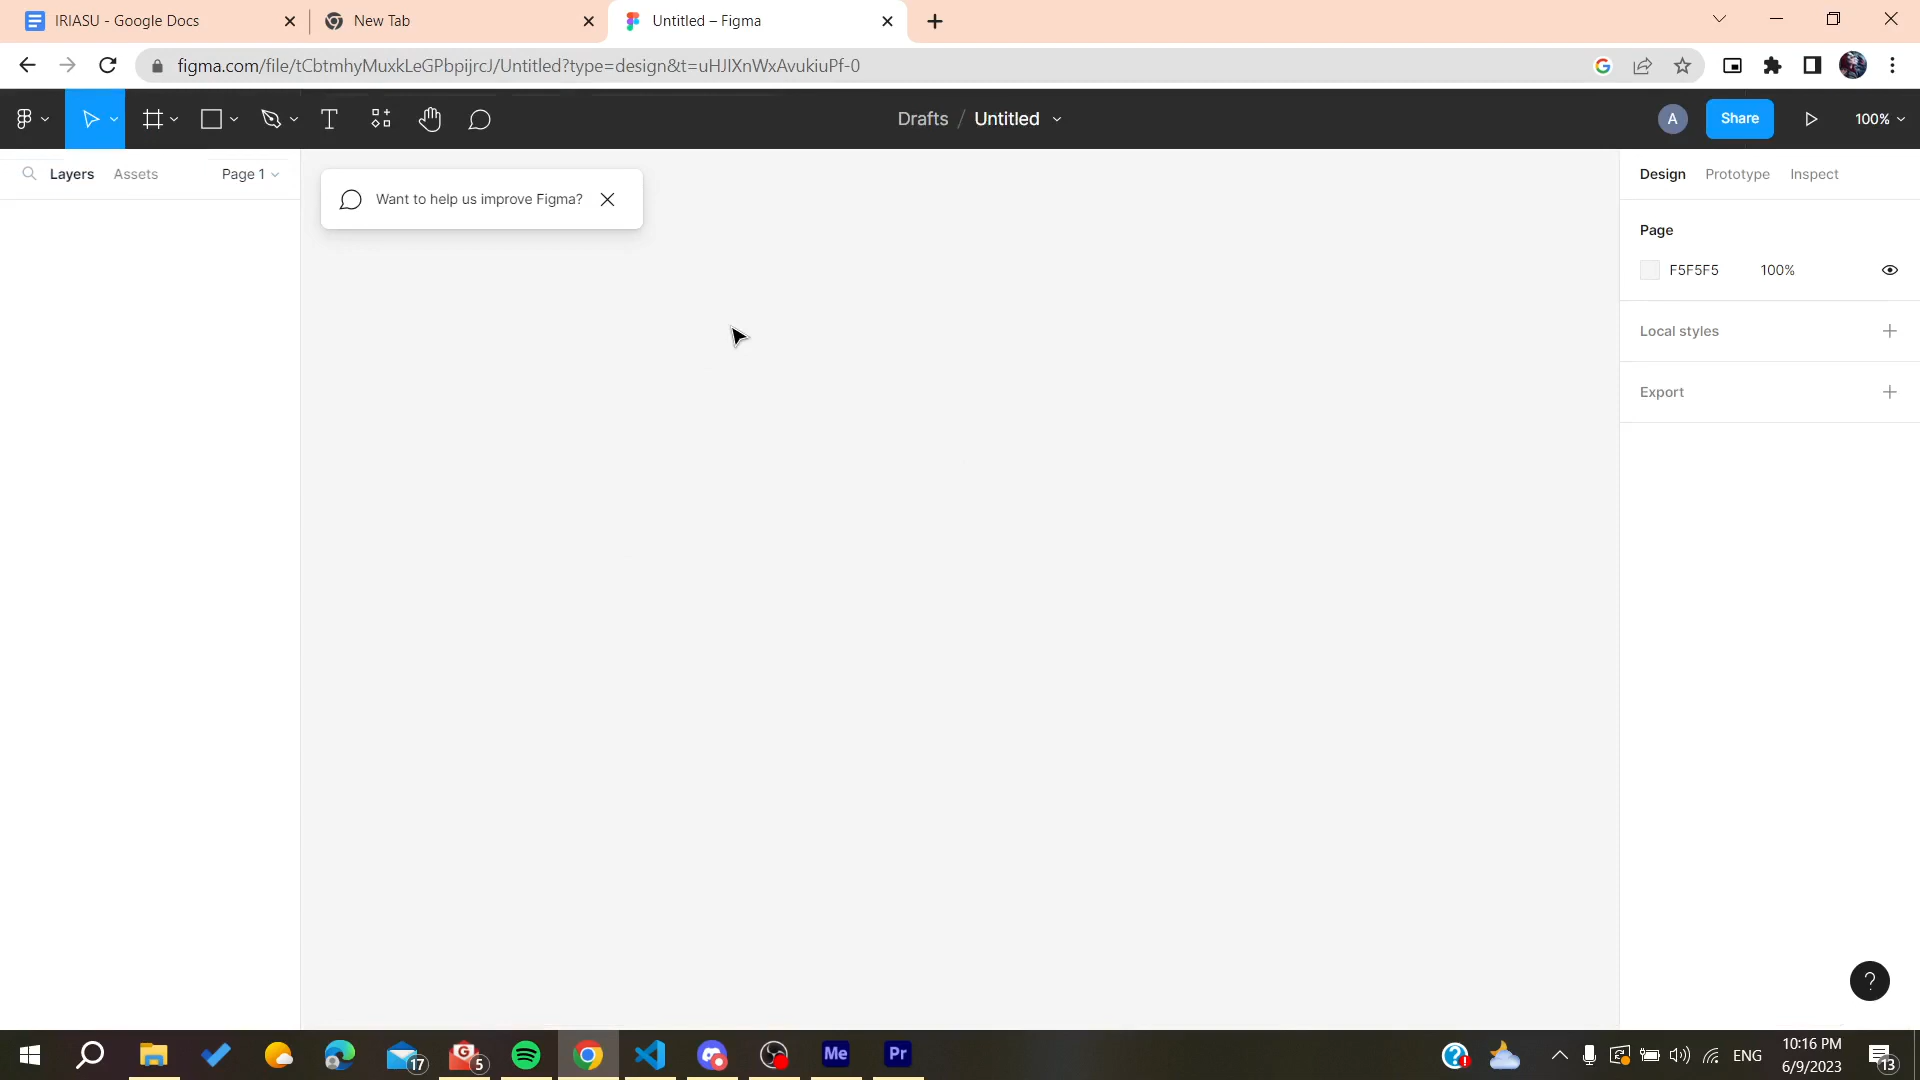 IRIASU - Google Docs
New Tab
Untitled – Figma
figma.com/file/tCbtmhyMuxkLeGPbpijrcJ/Untitled?type=design&t=uHJIXnWxAvukiuPf-0
Drafts / Untitled
A
Share
100%
Layers
Assets
Page 1
Want to help us improve Figma?
Design
Prototype
Inspect
Page
F5F5F5
100%
Local styles
Export
?
17
5
Me
Pr
ENG
10:16 PM
6/9/2023
13